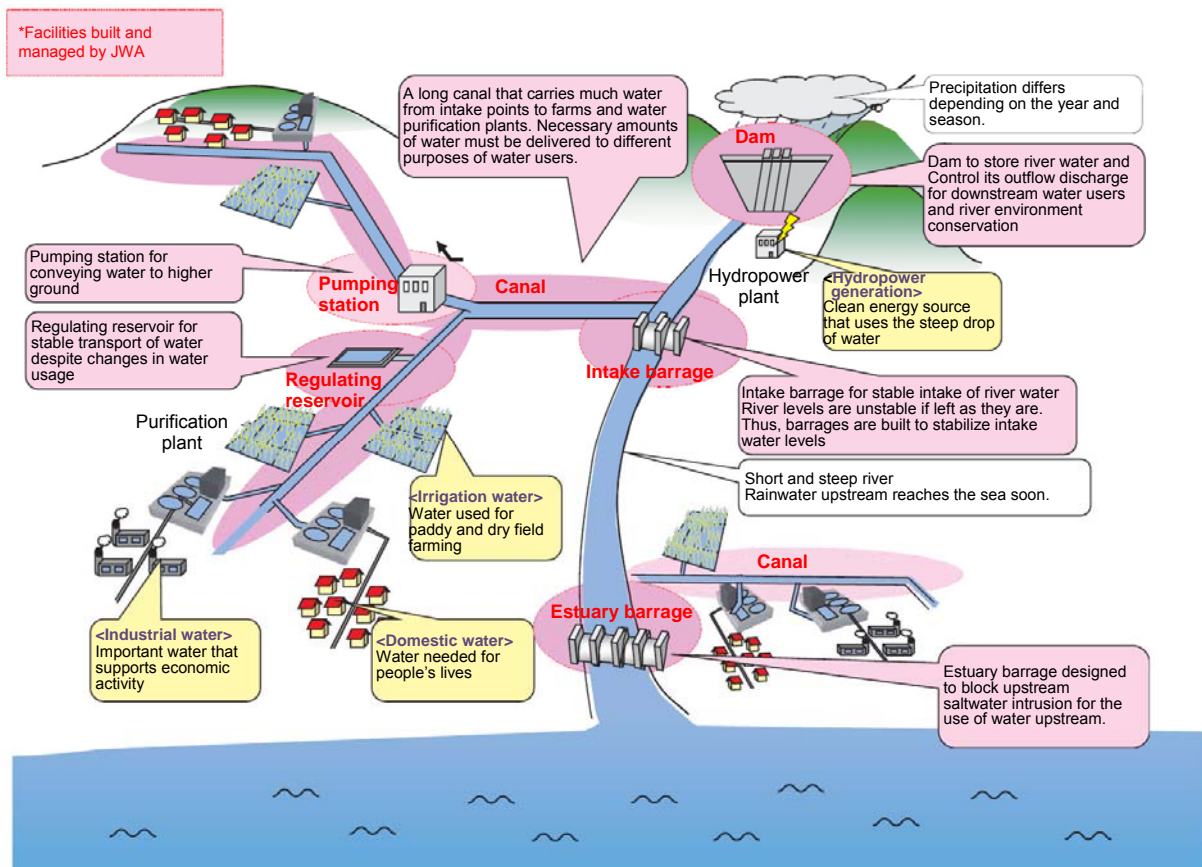 *Facilities built and
managed by JWA
A long canal that carries much water
from intake points to farms and water
purification plants. Necessary amounts
of water must be delivered to different
purposes of water users.
Precipitation differs
depending on the year and
season.
Dam
Dam to store river water and
Control its outflow discharge
for downstream water users
and river environment
conservation
Pumping station for
conveying water to higher
ground
Pumping
station
Canal
Hydropower
plant
<Hydropower
generation>
Clean energy source
that uses the steep drop
of water
Regulating reservoir for
stable transport of water
despite changes in water
usage
Regulating
reservoir
Intake barrage
Intake barrage for stable intake of river water
River levels are unstable if left as they are.
Thus, barrages are built to stabilize intake
water levels
Purification
plant
Short and steep river
Rainwater upstream reaches the sea soon.
<Irrigation water>
Water used for
paddy and dry field
farming
Canal
Estuary barrage
<Industrial water>
Important water that
supports economic
activity
<Domestic water>
Water needed for
people's lives
Estuary barrage designed
to block upstream
saltwater intrusion for the
use of water upstream.